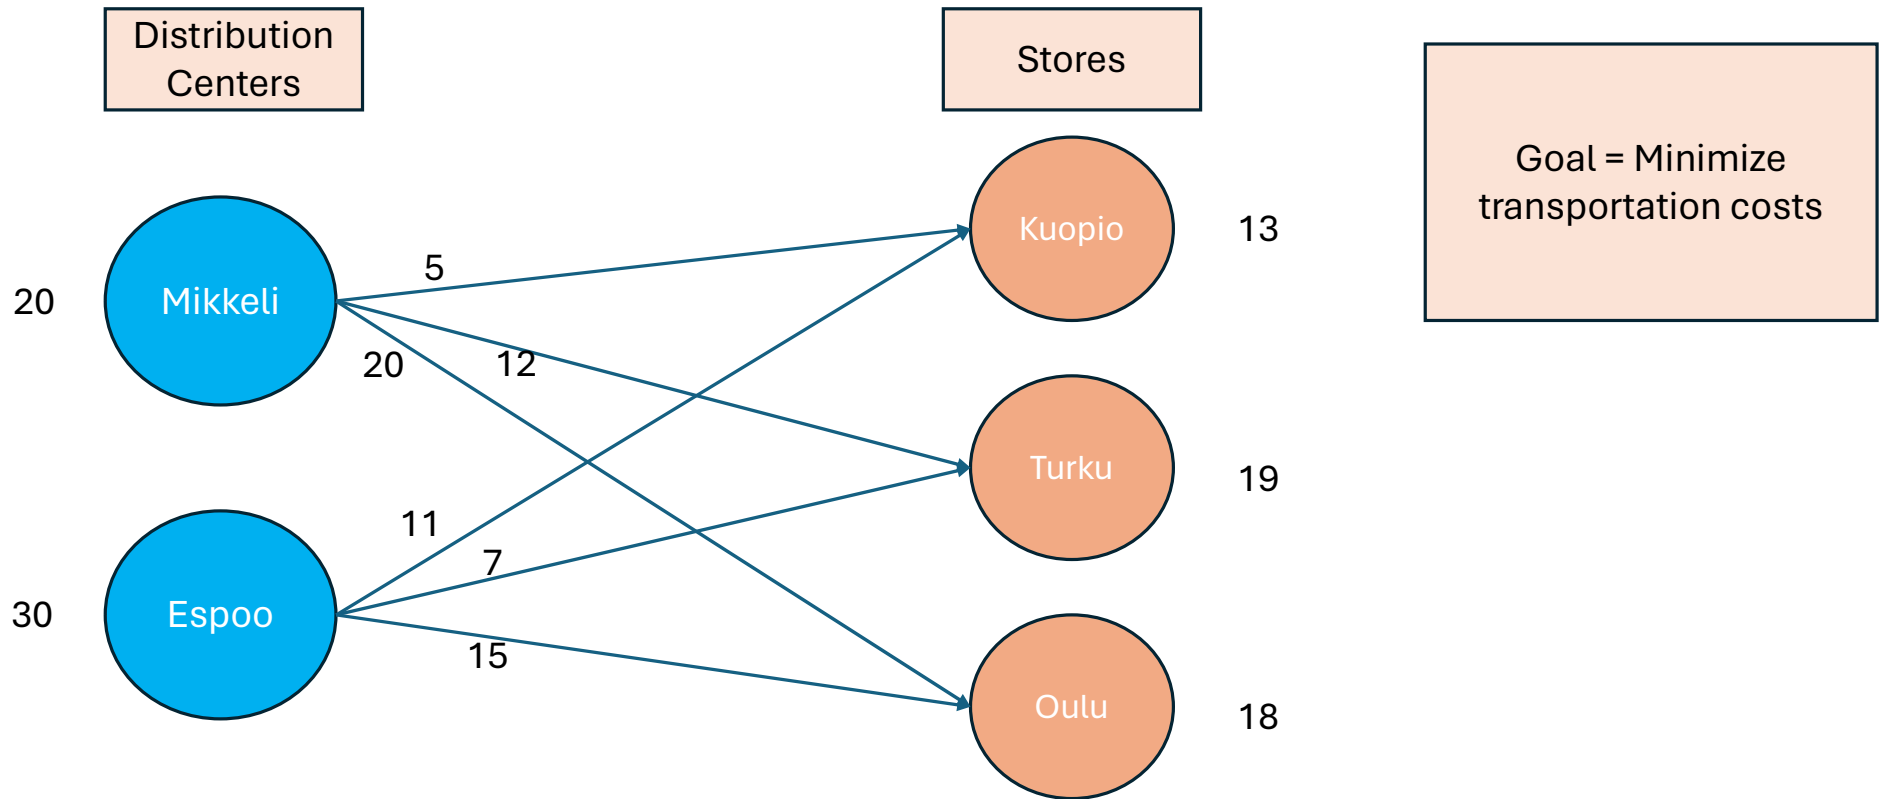 Distribution
Centers
Stores
Goal = Minimize
transportation costs
Kuopio
13
5
20
Mikkeli
20
12
Turku
19
11
7
30
Espoo
15
Oulu
18